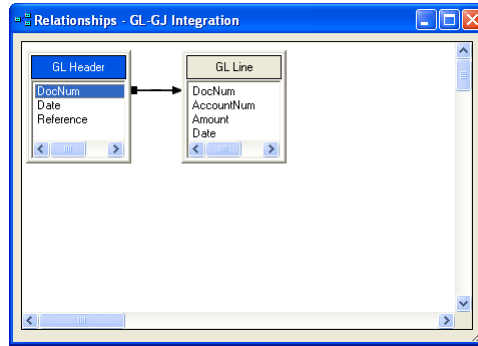 Relationships - GL-GJ Integration
GL Header
DocNum
Date
Reference
GL Line
DocNum
AccountNum
Amount
Date